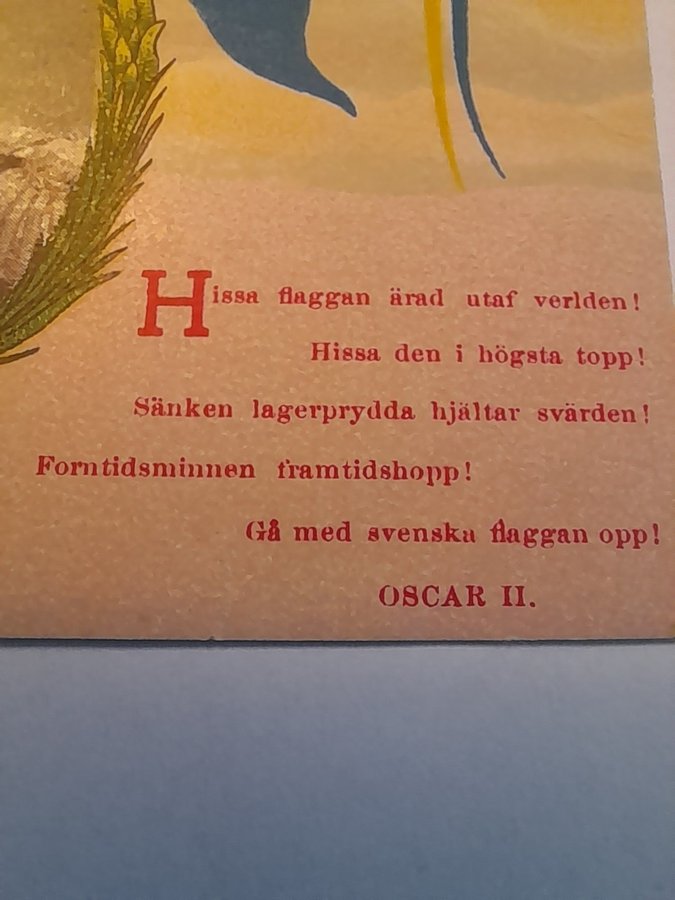 Hissa flaggan ärad utaf verlden!
Hissa den i högsta topp!
Sänken lagerprydda hjältar svärden!
Forntidsminnen framtidshopp!
Gå med svenska flaggan opp!
OSCAR II.